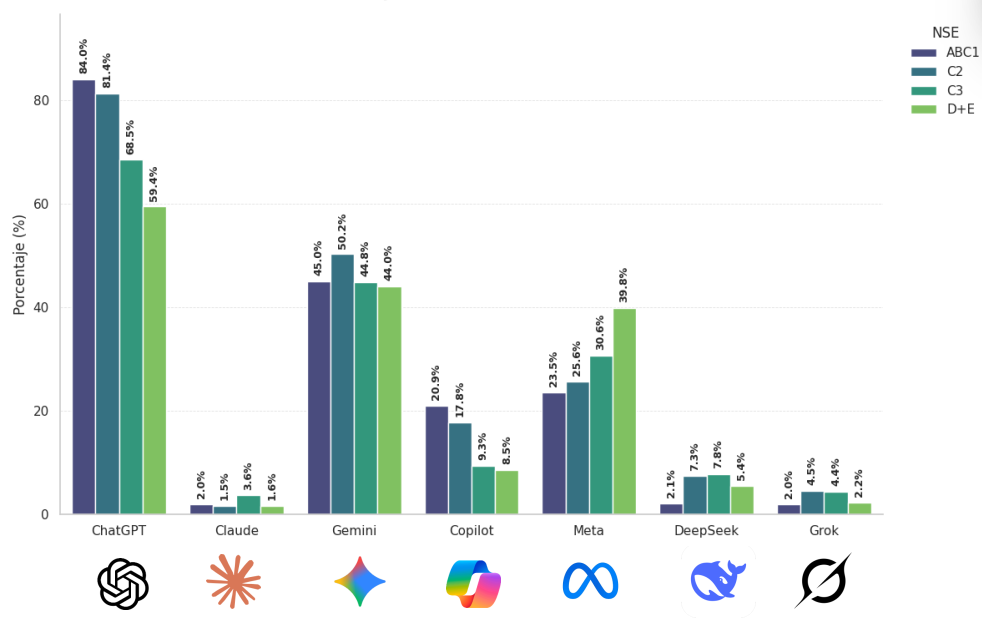 NSE
ABC1
C2
C3
D+E
Porcentaje (%)
80
60
40
20
0
84.0%
81.4%
68.5%
59.4%
2.0%
1.5%
3.6%
1.6%
45.0%
50.2%
44.8%
44.0%
20.9%
17.8%
9.3%
8.5%
23.5%
25.6%
30.6%
39.8%
2.1%
7.3%
7.8%
5.4%
2.0%
4.5%
4.4%
2.2%
ChatGPT
Claude
Gemini
Copilot
Meta
DeepSeek
Grok